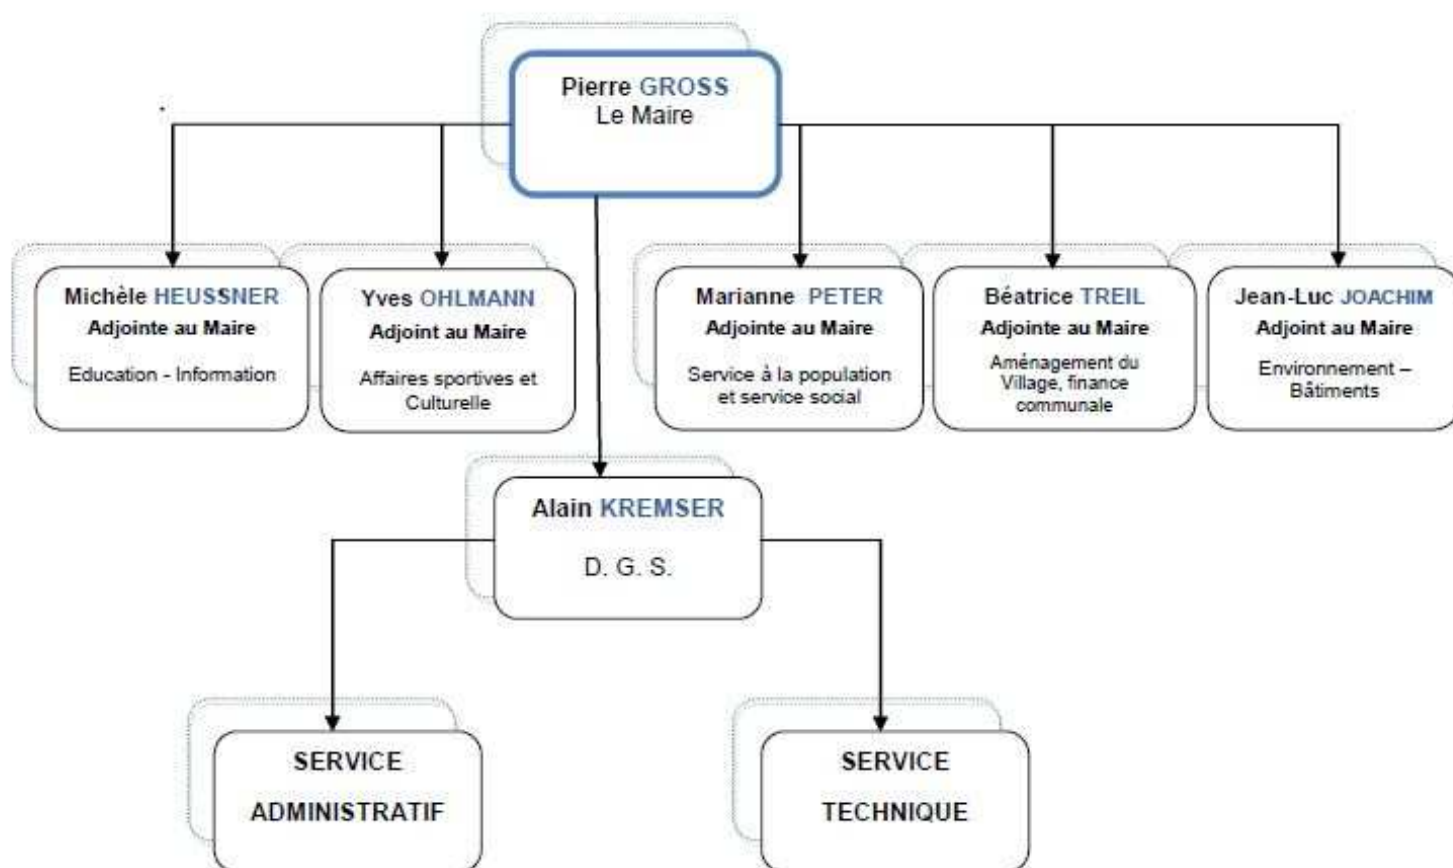 Pierre GROSS
Le Maire
Michèle HEUSSNER
Adjointe au Maire
Education - Information
Yves OHLMANN
Adjoint au Maire
Affaires sportives et
Culturelle
Marianne PETER
Adjointe au Maire
Service à la population
et service social
Béatrice TREIL
Adjointe au Maire
Aménagement du
Village, finance
communale
Jean-Luc JOACHIM
Adjoint au Maire
Environnement –
Bâtiments
Alain KREMSER
D. G. S.
SERVICE
ADMINISTRATIF
SERVICE
TECHNIQUE